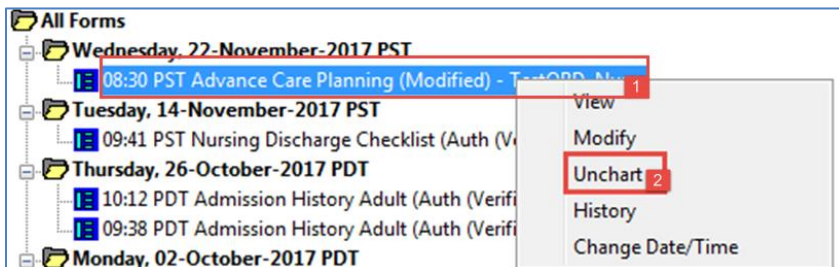 All Forms
Wednesday, 22-November-2017 PST
08:30 PST Advance Care Planning (Modified) -
1
View
Tuesday, 14-November-2017 PST
09:41 PST Nursing Discharge Checklist (Auth
Modify
Thursday, 26-October-2017 PDT
Unchart 2
10:12 PDT Admission History Adult (Auth (Verifi
History
09:38 PDT Admission History Adult (Auth (Verifi
Change Date/Time
Monday, 02-October-2017 PDT